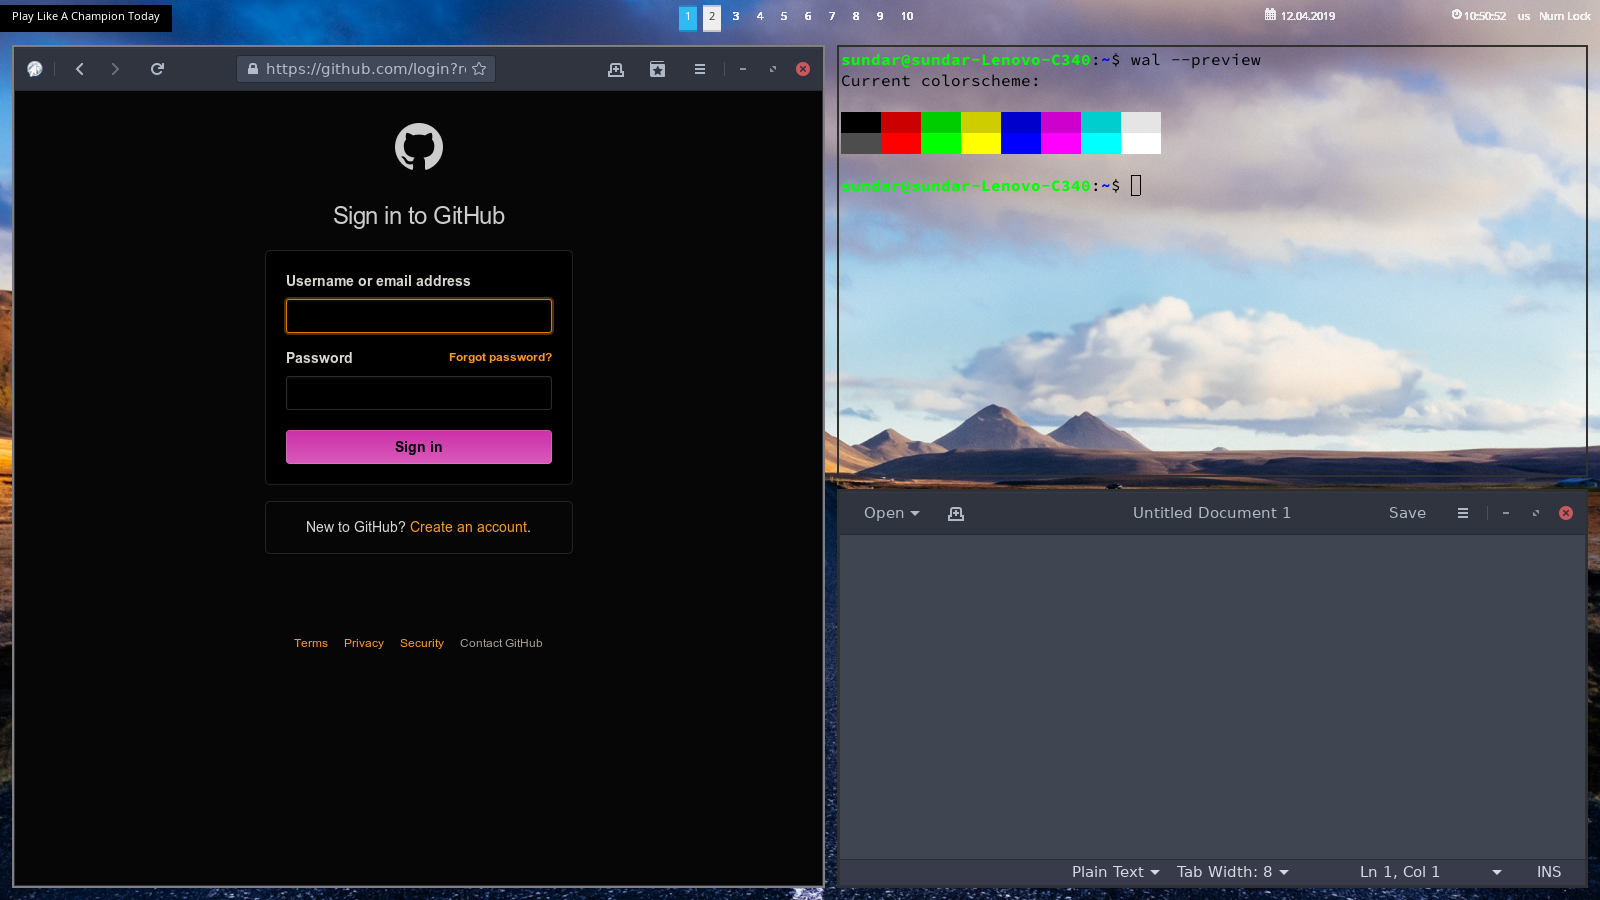 Play Like A Champion Today
1 2 3 4 5 6 7 8 9 10
12.04.2019
10:50:52 us Num Lock
https://github.com/login?r
Sign in to GitHub
Username or email address
Password Forgot password?
Sign in
New to GitHub? Create an account.
Terms Privacy Security Contact GitHub
sundar@sundar-Lenovo-C340:~$ wal --preview
Current colorscheme:
sundar@sundar-Lenovo-C340:~$
Open Untitled Document 1 Save
Plain Text Tab Width: 8 Ln 1, Col 1 INS